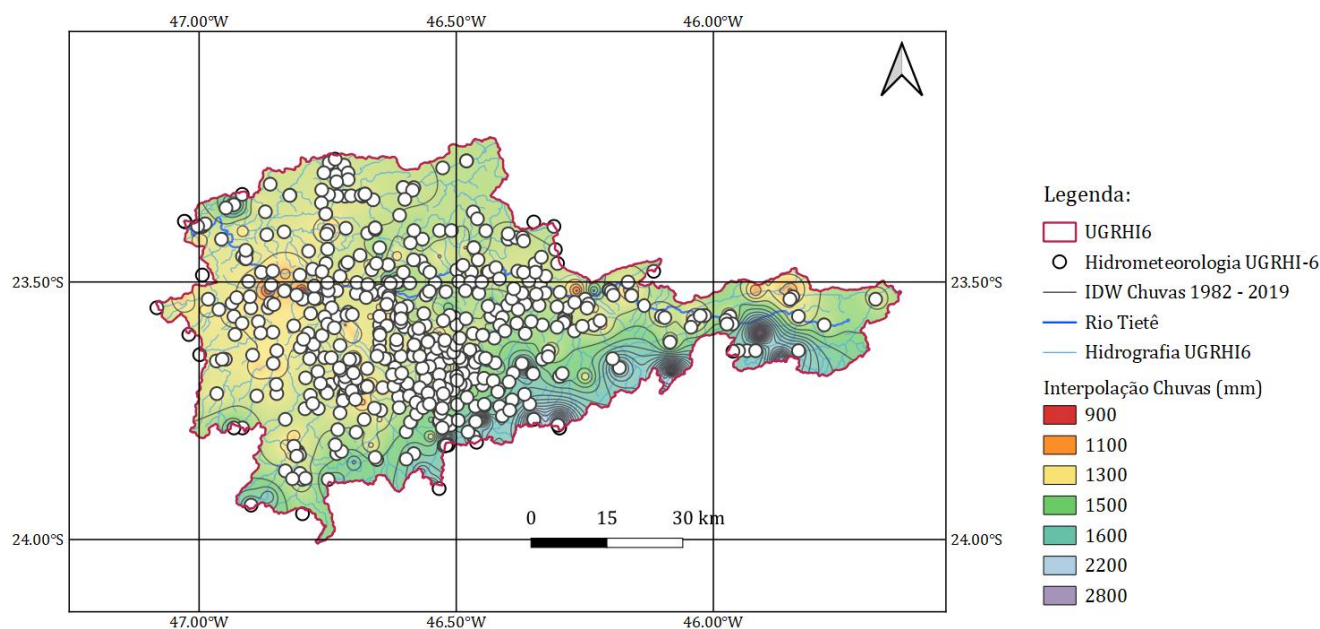 47.00°W 46.50°W 46.00°W
Legenda:
UGRHI6
Hidrometeorologia UGRHI-6
23.50°S 23.50°S
IDW Chuvas 1982 - 2019
Rio Tietê
Hidrografia UGRHI6
Interpolação Chuvas (mm)
900
1100
1300
1500
0 15 30 km
1600
24.00°S 24.00°S
2200
2800
47.00°W 46.50°W 46.00°W